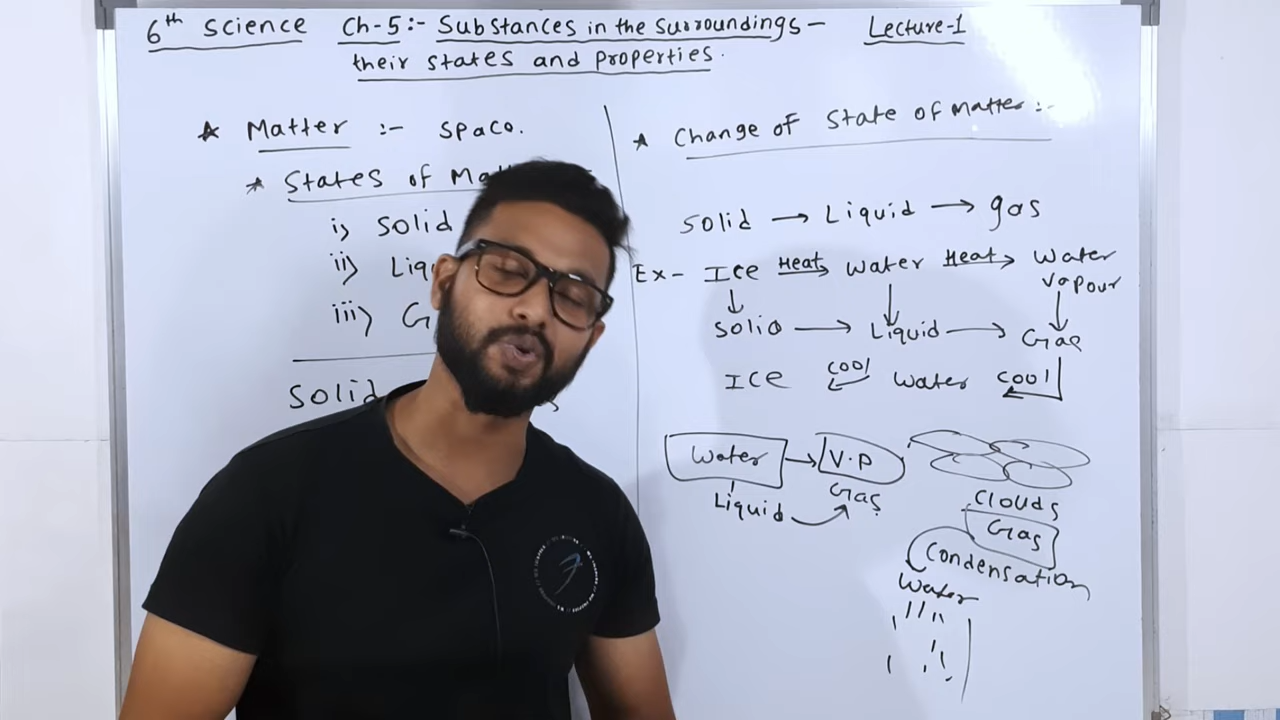 6th Science Ch-5:- Substances in the Surroundings – Lecture-1
their states and properties.
* Matter :- Space.
* States of Ma
i) Solid
ii) Liq
iii) G
Solid
* Change of State of Matter :-
Solid → Liquid → gas
Ex- Ice Heat→ Water Heat→ Water
Vapour
↓ ↓ ↓
Solid → Liquid → Gas
Ice cool← Water cool←
Water → V.P
Liquid Gas
Clouds
Gas
Condensation
Water